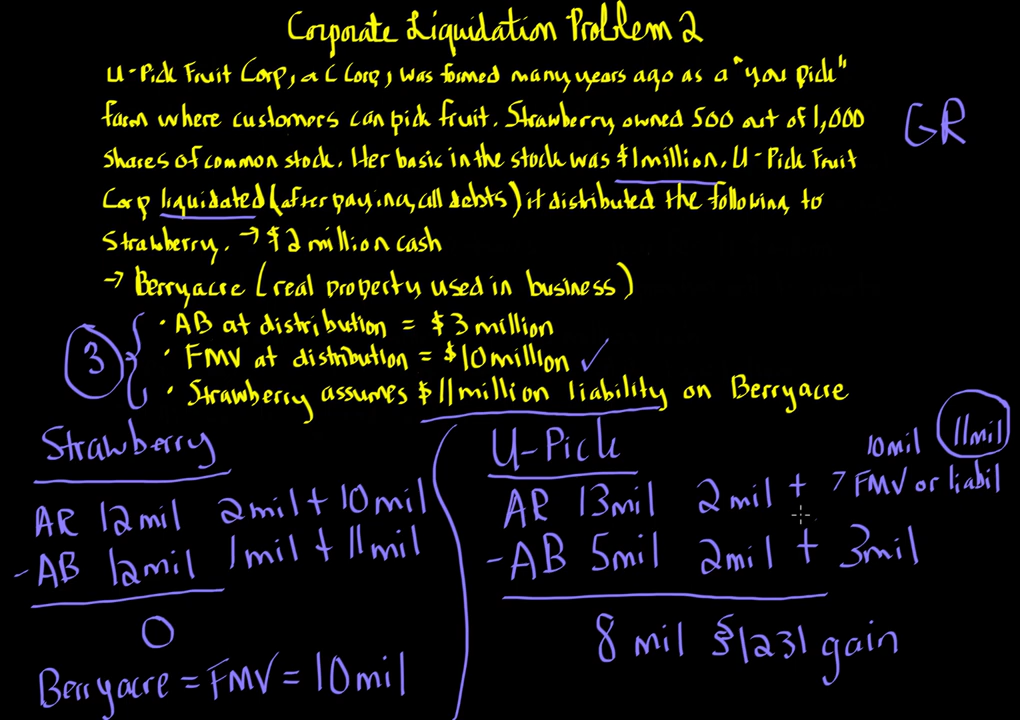 Corporate Liquidation Problem 2
U-Pick Fruit Corp, a C Corp, was formed many years ago as a "you pick"
farm where customers can pick fruit. Strawberry owned 500 out of 1,000
shares of common stock. Her basis in the stock was $1 million. U-Pick Fruit
Corp liquidated (after paying all debts) it distributed the following to
Strawberry. → $2 million cash
→ Berryacre (real property used in business)
• AB at distribution = $3 million
• FMV at distribution = $10 million ✓
• Strawberry assumes $11 million liability on Berryacre
GR
3
Strawberry
AR 12mil 2mil + 10mil
- AB 12mil 1mil + 11mil
0
Berryacre = FMV = 10mil
U-Pick
10mil 11mil
AR 13mil 2mil + > FMV or liabil
- AB 5mil 2mil + 3mil
8 mil §1231 gain